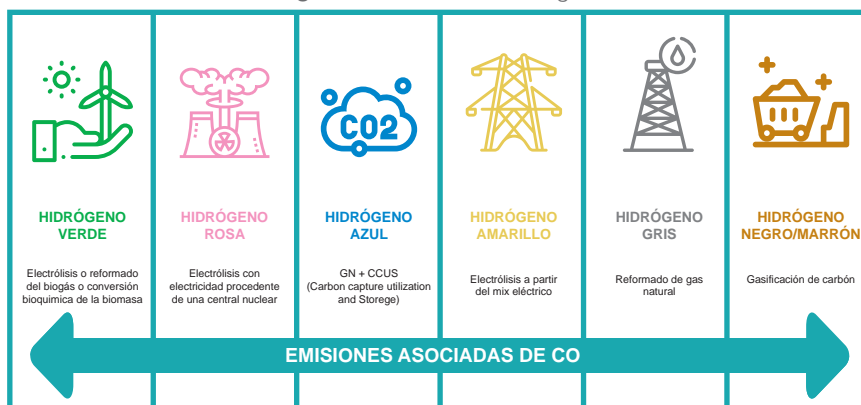 CO2
HIDRÓGENO
VERDE
Electrólisis o reformado
del biogás o conversión
bioquimica de la biomasa
HIDRÓGENO
ROSA
Electrólisis con
electricidad procedente
de una central nuclear
HIDRÓGENO
AZUL
GN + CCUS
(Carbon capture utilization
and Storege)
HIDRÓGENO
AMARILLO
Electrólisis a partir
del mix eléctrico
HIDRÓGENO
GRIS
Reformado de gas
natural
HIDRÓGENO
NEGRO/MARRÓN
Gasificación de carbón
EMISIONES ASOCIADAS DE CO